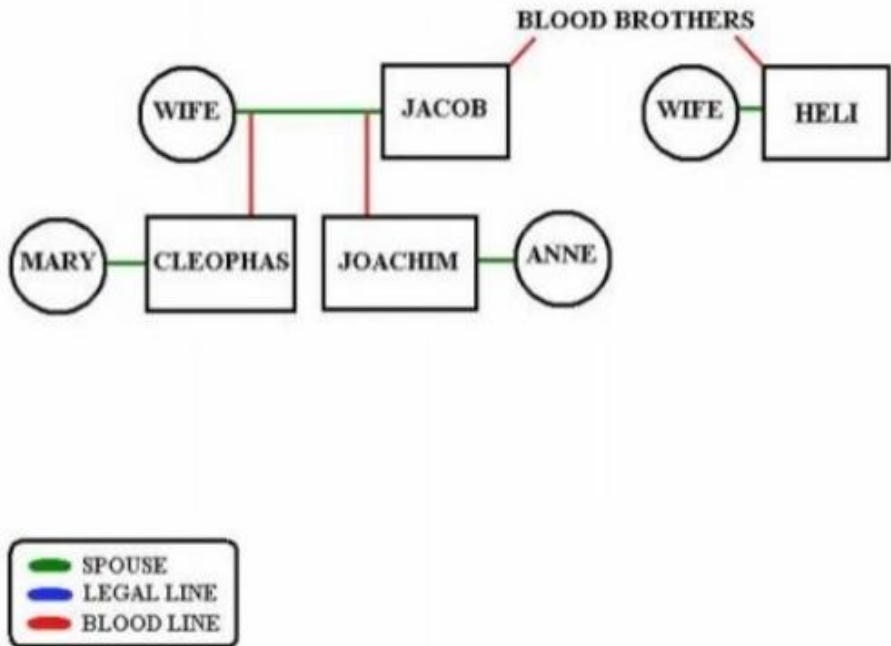 BLOOD BROTHERS
WIFE
JACOB
WIFE
HELI
MARY
CLEOPHAS
JOACHIM
ANNE
SPOUSE
LEGAL LINE
BLOOD LINE